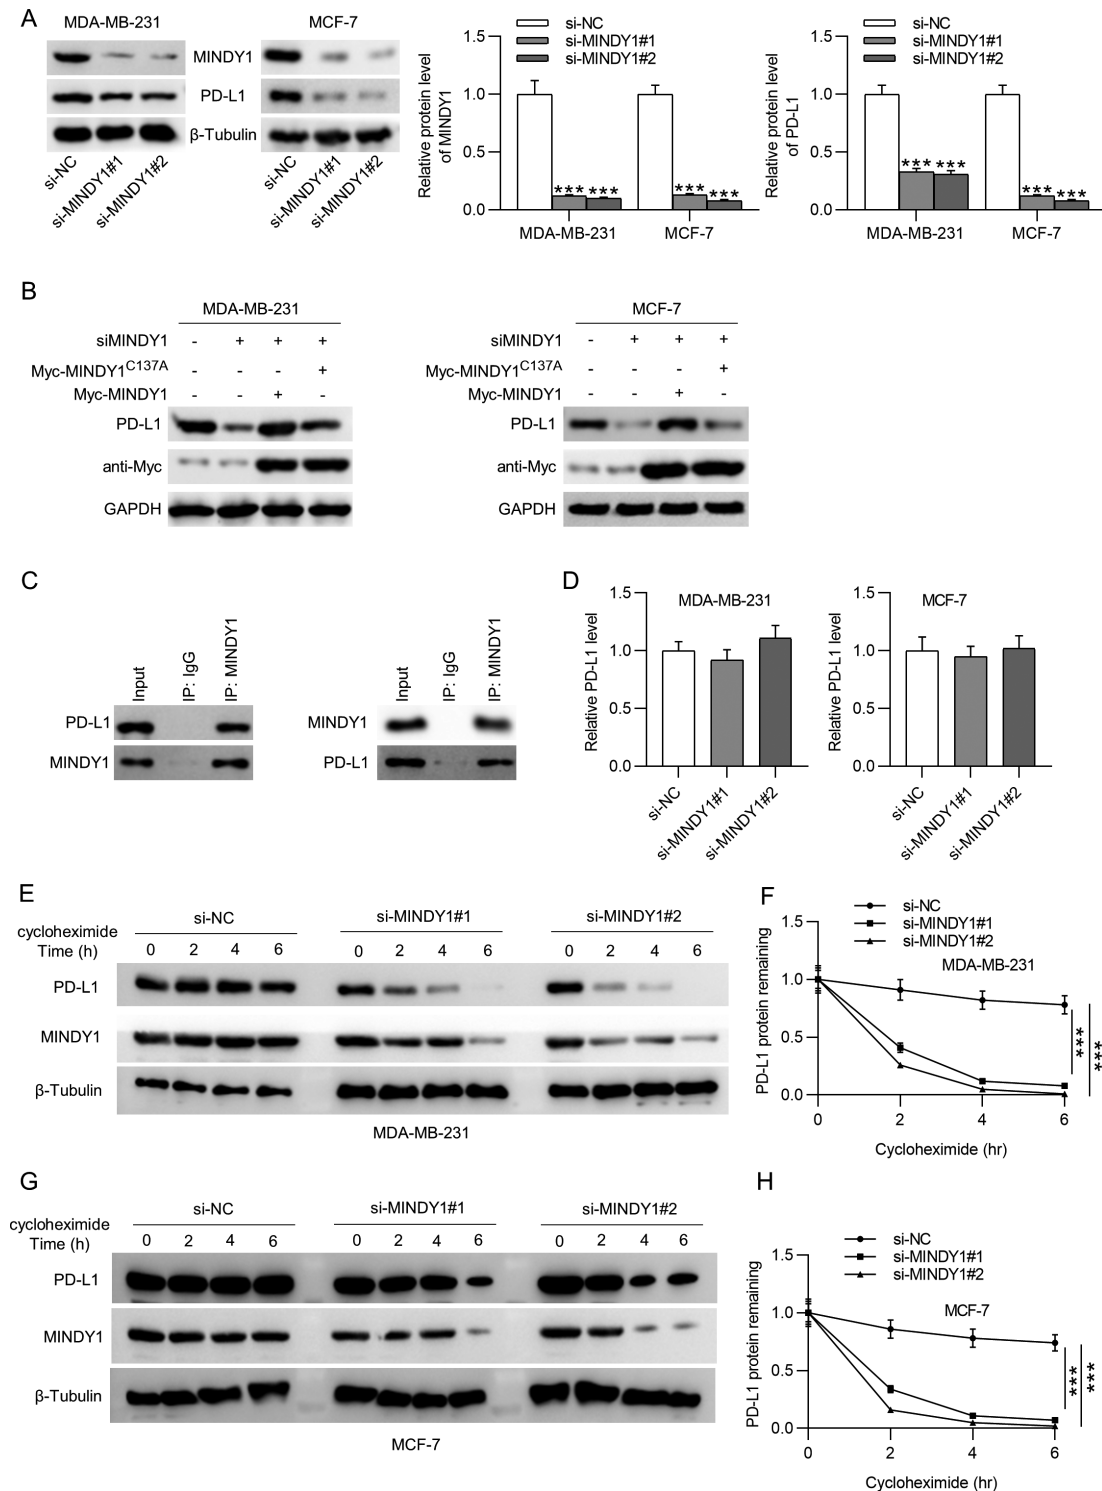 A
MDA-MB-231
MCF-7
MINDY1
PD-L1
β-Tubulin
si-NC
si-MINDY1#1
si-MINDY1#2
si-NC
si-MINDY1#1
si-MINDY1#2
si-NC
si-MINDY1#1
si-MINDY1#2
Relative protein level
of MINDY1
1.5
1.0
0.5
0.0
*** ***
*** ***
MDA-MB-231
MCF-7
si-NC
si-MINDY1#1
si-MINDY1#2
Relative protein level
of PD-L1
1.5
1.0
0.5
0.0
*** ***
*** ***
MDA-MB-231
MCF-7
B
MDA-MB-231
siMINDY1 - + + +
Myc-MINDY1C137A - - - +
Myc-MINDY1 - - + -
PD-L1
anti-Myc
GAPDH
MCF-7
siMINDY1 - + + +
Myc-MINDY1C137A - - - +
Myc-MINDY1 - - + -
PD-L1
anti-Myc
GAPDH
C
Input
IP: IgG
IP: MINDY1
PD-L1
MINDY1
Input
IP: IgG
IP: MINDY1
MINDY1
PD-L1
D
MDA-MB-231
Relative PD-L1 level
1.5
1.0
0.5
0.0
si-NC
si-MINDY1#1
si-MINDY1#2
MCF-7
Relative PD-L1 level
1.5
1.0
0.5
0.0
si-NC
si-MINDY1#1
si-MINDY1#2
E
si-NC
si-MINDY1#1
si-MINDY1#2
cycloheximide
Time (h) 0 2 4 6 0 2 4 6 0 2 4 6
PD-L1
MINDY1
β-Tubulin
MDA-MB-231
F
si-NC
si-MINDY1#1
si-MINDY1#2
MDA-MB-231
PD-L1 protein remaining
1.5
1.0
0.5
0.0
***
***
0 2 4 6
Cycloheximide (hr)
G
si-NC
si-MINDY1#1
si-MINDY1#2
cycloheximide
Time (h) 0 2 4 6 0 2 4 6 0 2 4 6
PD-L1
MINDY1
β-Tubulin
MCF-7
H
si-NC
si-MINDY1#1
si-MINDY1#2
MCF-7
PD-L1 protein remaining
1.5
1.0
0.5
0.0
***
***
0 2 4 6
Cycloheximide (hr)